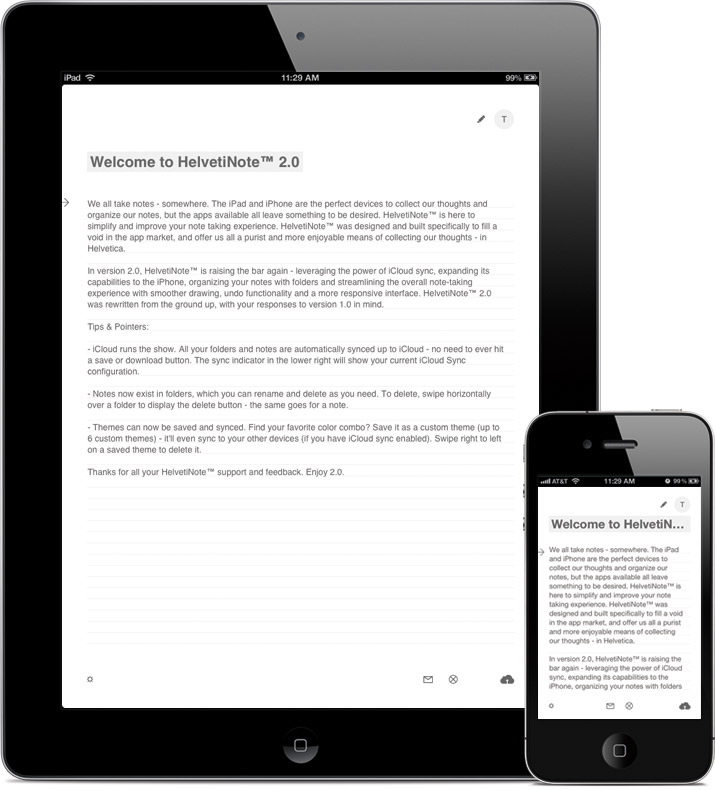 iPad 11:29 AM 99%
T
Welcome to HelvetiNote™ 2.0
We all take notes - somewhere. The iPad and iPhone are the perfect devices to collect our thoughts and
organize our notes, but the apps available all leave something to be desired. HelvetiNote™ is here to
simplify and improve your note taking experience. HelvetiNote™ was designed and built specifically to fill a
void in the app market, and offer us all a purist and more enjoyable means of collecting our thoughts - in
Helvetica.
In version 2.0, HelvetiNote™ is raising the bar again - leveraging the power of iCloud sync, expanding its
capabilities to the iPhone, organizing your notes with folders and streamlining the overall note-taking
experience with smoother drawing, undo functionality and a more responsive interface. HelvetiNote™ 2.0
was rewritten from the ground up, with your responses to version 1.0 in mind.
Tips & Pointers:
- iCloud runs the show. All your folders and notes are automatically synced up to iCloud - no need to ever hit
a save or download button. The sync indicator in the lower right will show your current iCloud Sync
configuration.
- Notes now exist in folders, which you can rename and delete as you need. To delete, swipe horizontally
over a folder to display the delete button - the same goes for a note.
- Themes can now be saved and synced. Find your favorite color combo? Save it as a custom theme (up to
6 custom themes) - it'll even sync to your other devices (if you have iCloud sync enabled). Swipe right to left
on a saved theme to delete it.
Thanks for all your HelvetiNote™ support and feedback. Enjoy 2.0.
AT&T 11:29 AM 99%
T
Welcome to HelvetiN...
We all take notes - somewhere. The iPad
and iPhone are the perfect devices to
collect our thoughts and organize our
notes, but the apps available all leave
something to be desired. HelvetiNote™ is
here to simplify and improve your note
taking experience. HelvetiNote™ was
designed and built specifically to fill a void
in the app market, and offer us all a purist
and more enjoyable means of collecting
our thoughts - in Helvetica.
In version 2.0, HelvetiNote™ is raising the
bar again - leveraging the power of iCloud
sync, expanding its capabilities to the
iPhone, organizing your notes with folders